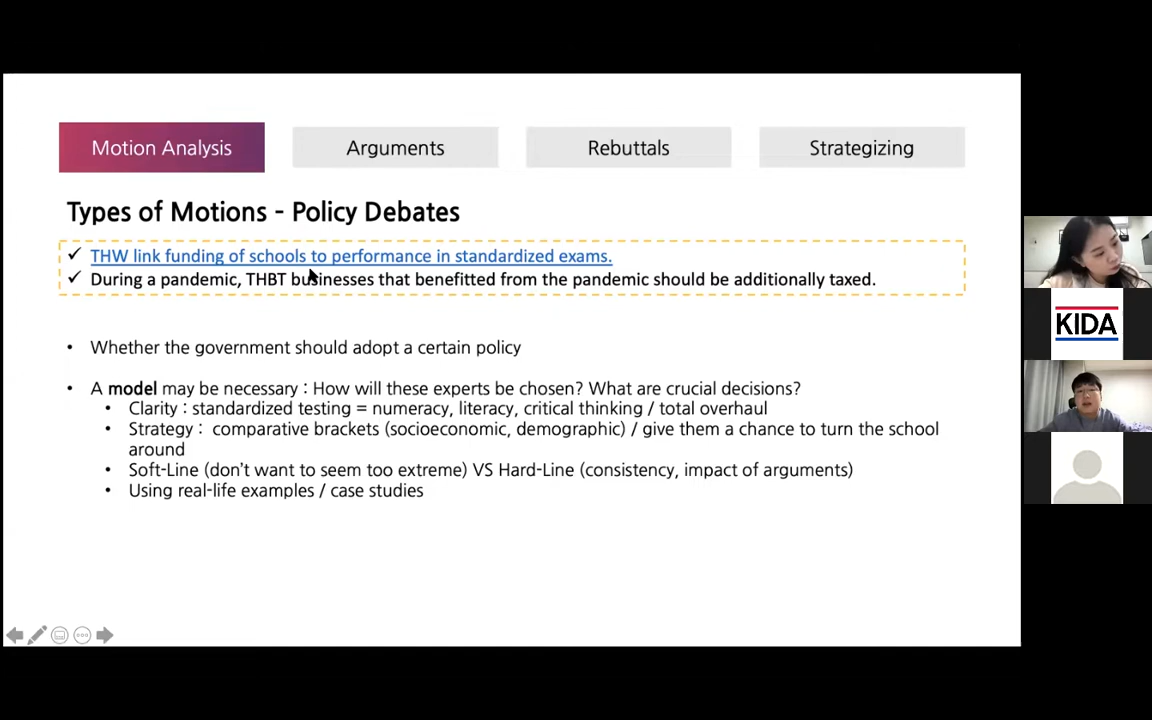 Motion Analysis
Arguments
Rebuttals
Strategizing
Types of Motions - Policy Debates
✓ THW link funding of schools to performance in standardized exams.
✓ During a pandemic, THBT businesses that benefitted from the pandemic should be additionally taxed.
• Whether the government should adopt a certain policy
• A model may be necessary : How will these experts be chosen? What are crucial decisions?
• Clarity : standardized testing = numeracy, literacy, critical thinking / total overhaul
• Strategy : comparative brackets (socioeconomic, demographic) / give them a chance to turn the school
around
• Soft-Line (don't want to seem too extreme) VS Hard-Line (consistency, impact of arguments)
• Using real-life examples / case studies
KIDA